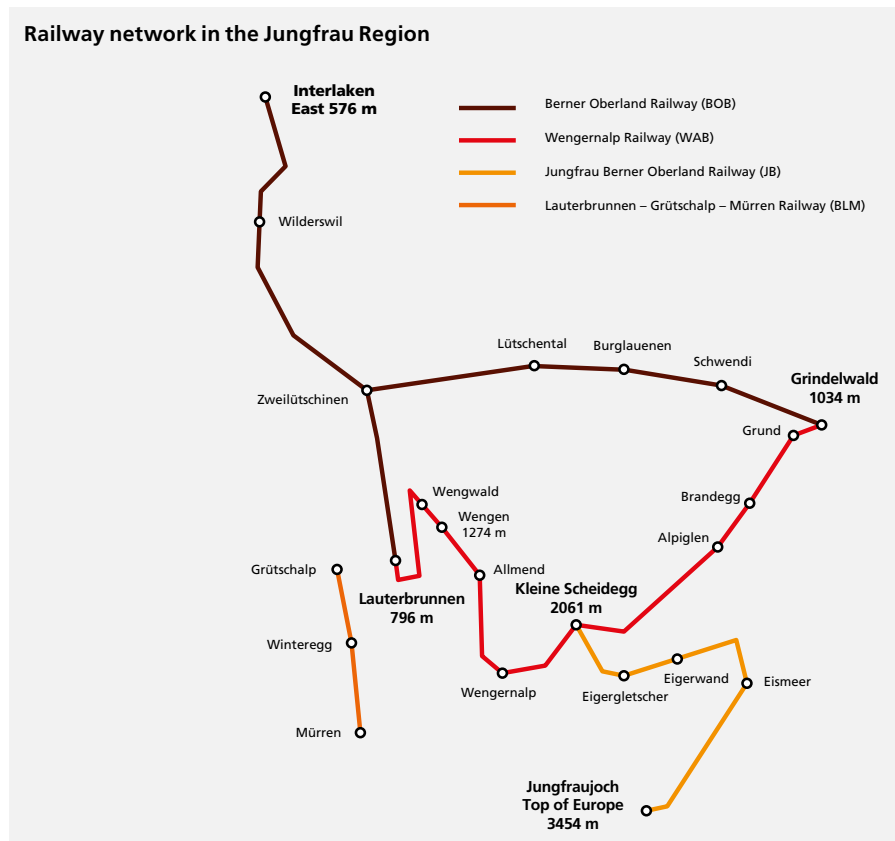 Railway network in the Jungfrau Region
Interlaken
East 576 m
Berner Oberland Railway (BOB)
Wengernalp Railway (WAB)
Jungfrau Berner Oberland Railway (JB)
Lauterbrunnen – Grütschalp – Mürren Railway (BLM)
Wilderswil
Lütschental
Burglauenen
Schwendi
Grindelwald
1034 m
Zweilütschinen
Grund
Wengwald
Brandegg
Wengen
1274 m
Alpiglen
Grütschalp
Allmend
Lauterbrunnen
796 m
Kleine Scheidegg
2061 m
Winteregg
Wengernalp
Eigergletscher
Eigerwand
Eismeer
Mürren
Jungfraujoch
Top of Europe
3454 m